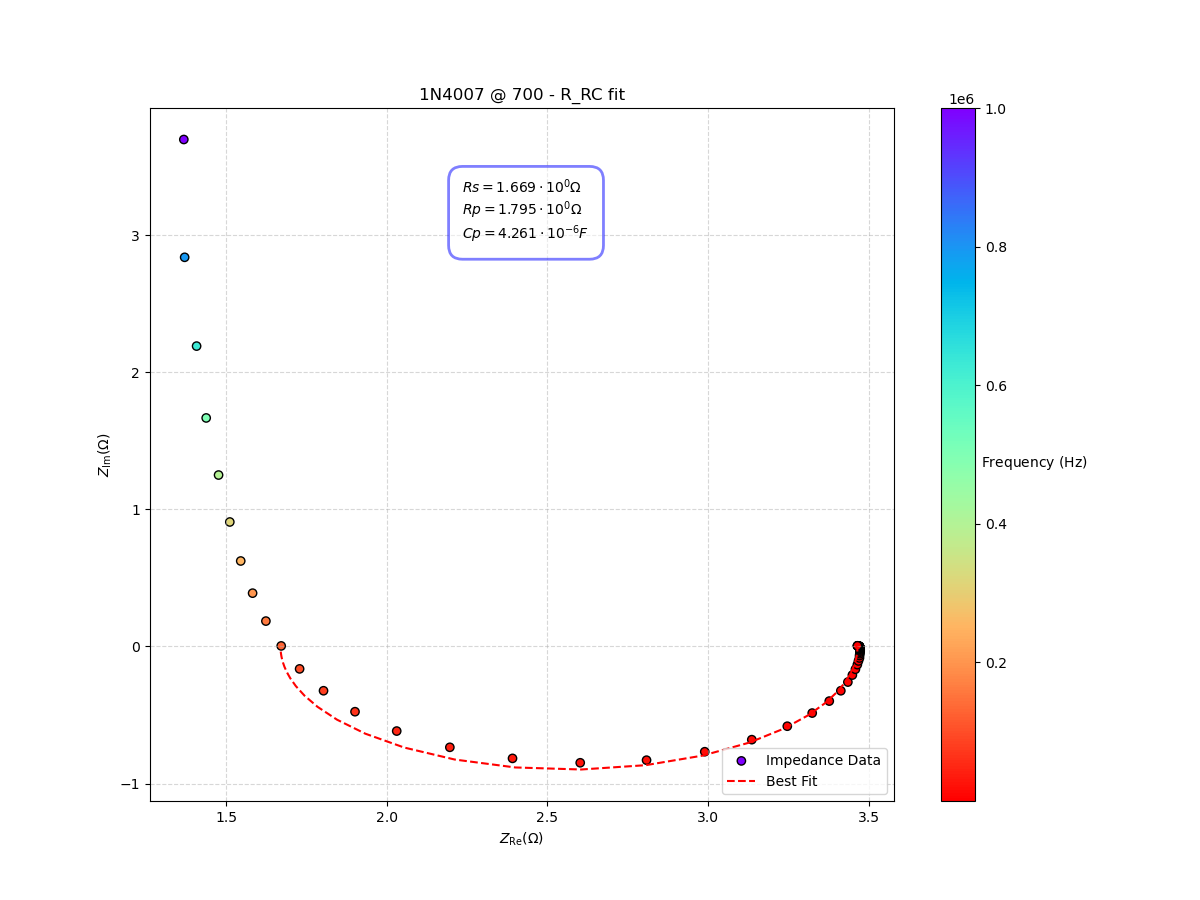 1N4007 @ 700 - R_RC fit
1e6
Rs = 1.669 · 10⁰Ω
Rp = 1.795 · 10⁰Ω
Cp = 4.261 · 10⁻⁶F
Z_Im(Ω)
3
2
1
0
−1
1.5
2.0
2.5
3.0
3.5
Z_Re(Ω)
Impedance Data
Best Fit
1.0
0.8
0.6
0.4
0.2
Frequency (Hz)